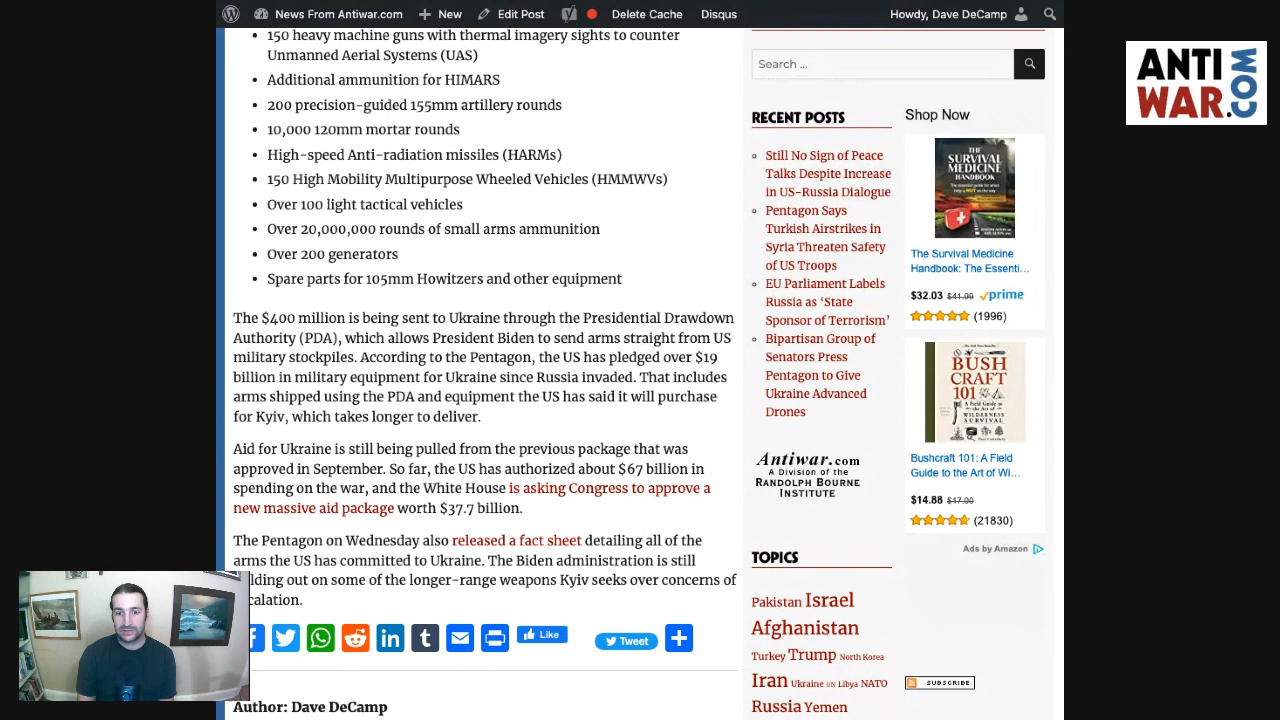 News From Antiwar.com
New
Edit Post
Delete Cache
Disqus
Howdy, Dave DeCamp
150 heavy machine guns with thermal imagery sights to counter
Unmanned Aerial Systems (UAS)
Additional ammunition for HIMARS
200 precision-guided 155mm artillery rounds
10,000 120mm mortar rounds
High-speed Anti-radiation missiles (HARMs)
150 High Mobility Multipurpose Wheeled Vehicles (HMMWVs)
Over 100 light tactical vehicles
Over 20,000,000 rounds of small arms ammunition
Over 200 generators
Spare parts for 105mm Howitzers and other equipment
The $400 million is being sent to Ukraine through the Presidential Drawdown
Authority (PDA), which allows President Biden to send arms straight from US
military stockpiles. According to the Pentagon, the US has pledged over $19
billion in military equipment for Ukraine since Russia invaded. That includes
arms shipped using the PDA and equipment the US has said it will purchase
for Kyiv, which takes longer to deliver.
Aid for Ukraine is still being pulled from the previous package that was
approved in September. So far, the US has authorized about $67 billion in
spending on the war, and the White House is asking Congress to approve a
new massive aid package worth $37.7 billion.
The Pentagon on Wednesday also released a fact sheet detailing all of the
arms the US has committed to Ukraine. The Biden administration is still
lding out on some of the longer-range weapons Kyiv seeks over concerns of
calation.
Like
Tweet
Author: Dave DeCamp
Search ...
RECENT POSTS
Still No Sign of Peace
Talks Despite Increase
in US-Russia Dialogue
Pentagon Says
Turkish Airstrikes in
Syria Threaten Safety
of US Troops
EU Parliament Labels
Russia as ‘State
Sponsor of Terrorism’
Bipartisan Group of
Senators Press
Pentagon to Give
Ukraine Advanced
Drones
Antiwar.com
A DIVISION OF THE
RANDOLPH BOURNE
INSTITUTE
TOPICS
Pakistan Israel
Afghanistan
Turkey Trump North Korea
Iran Ukraine UN Libya NATO
Russia Yemen
Shop Now
THE
SURVIVAL
MEDICINE
HANDBOOK
The Survival Medicine
Handbook: The Essenti...
$32.03 $41.99 prime
(1996)
BUSH
CRAFT
101
Bushcraft 101: A Field
Guide to the Art of Wi...
$14.88 $17.99
(21830)
Ads by Amazon
SUBSCRIBE
ANTI
WAR.COM